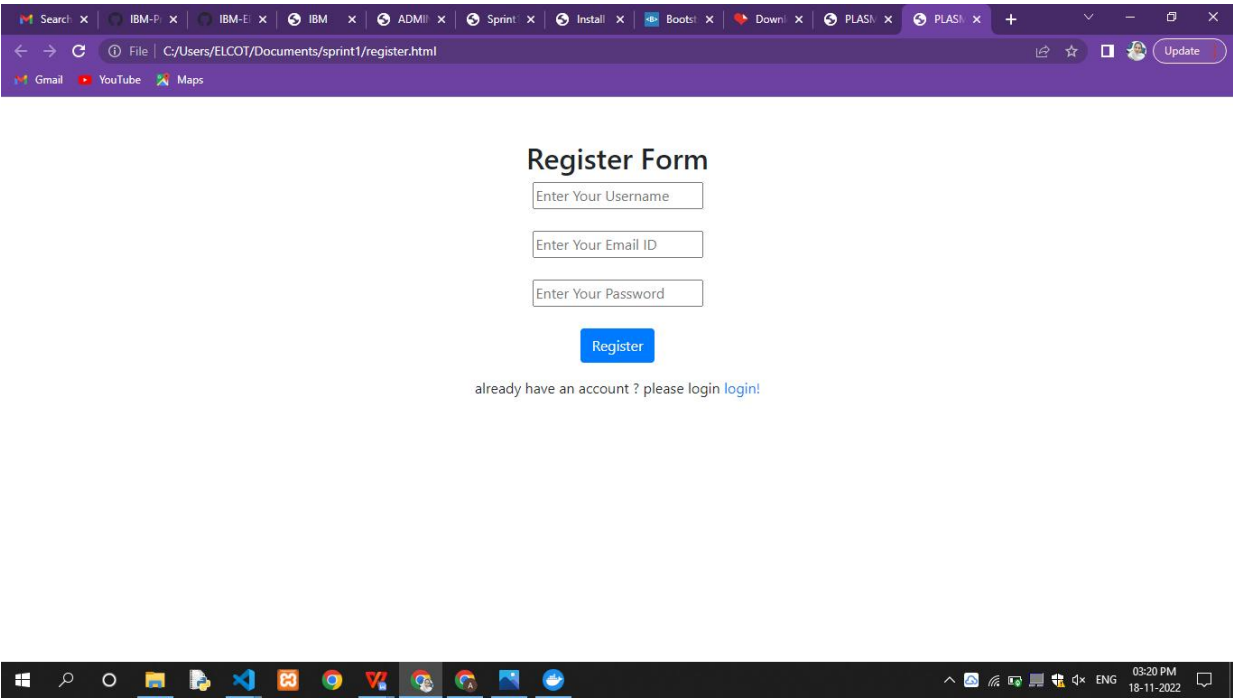 Search IBM-P IBM-E IBM ADMI Sprint Install Boots Down PLASM PLASM
File C:/Users/ELCOT/Documents/sprint1/register.html Update
Gmail YouTube Maps
Register Form
Enter Your Username
Enter Your Email ID
Enter Your Password
Register
already have an account ? please login login!
ENG 03:20 PM
18-11-2022